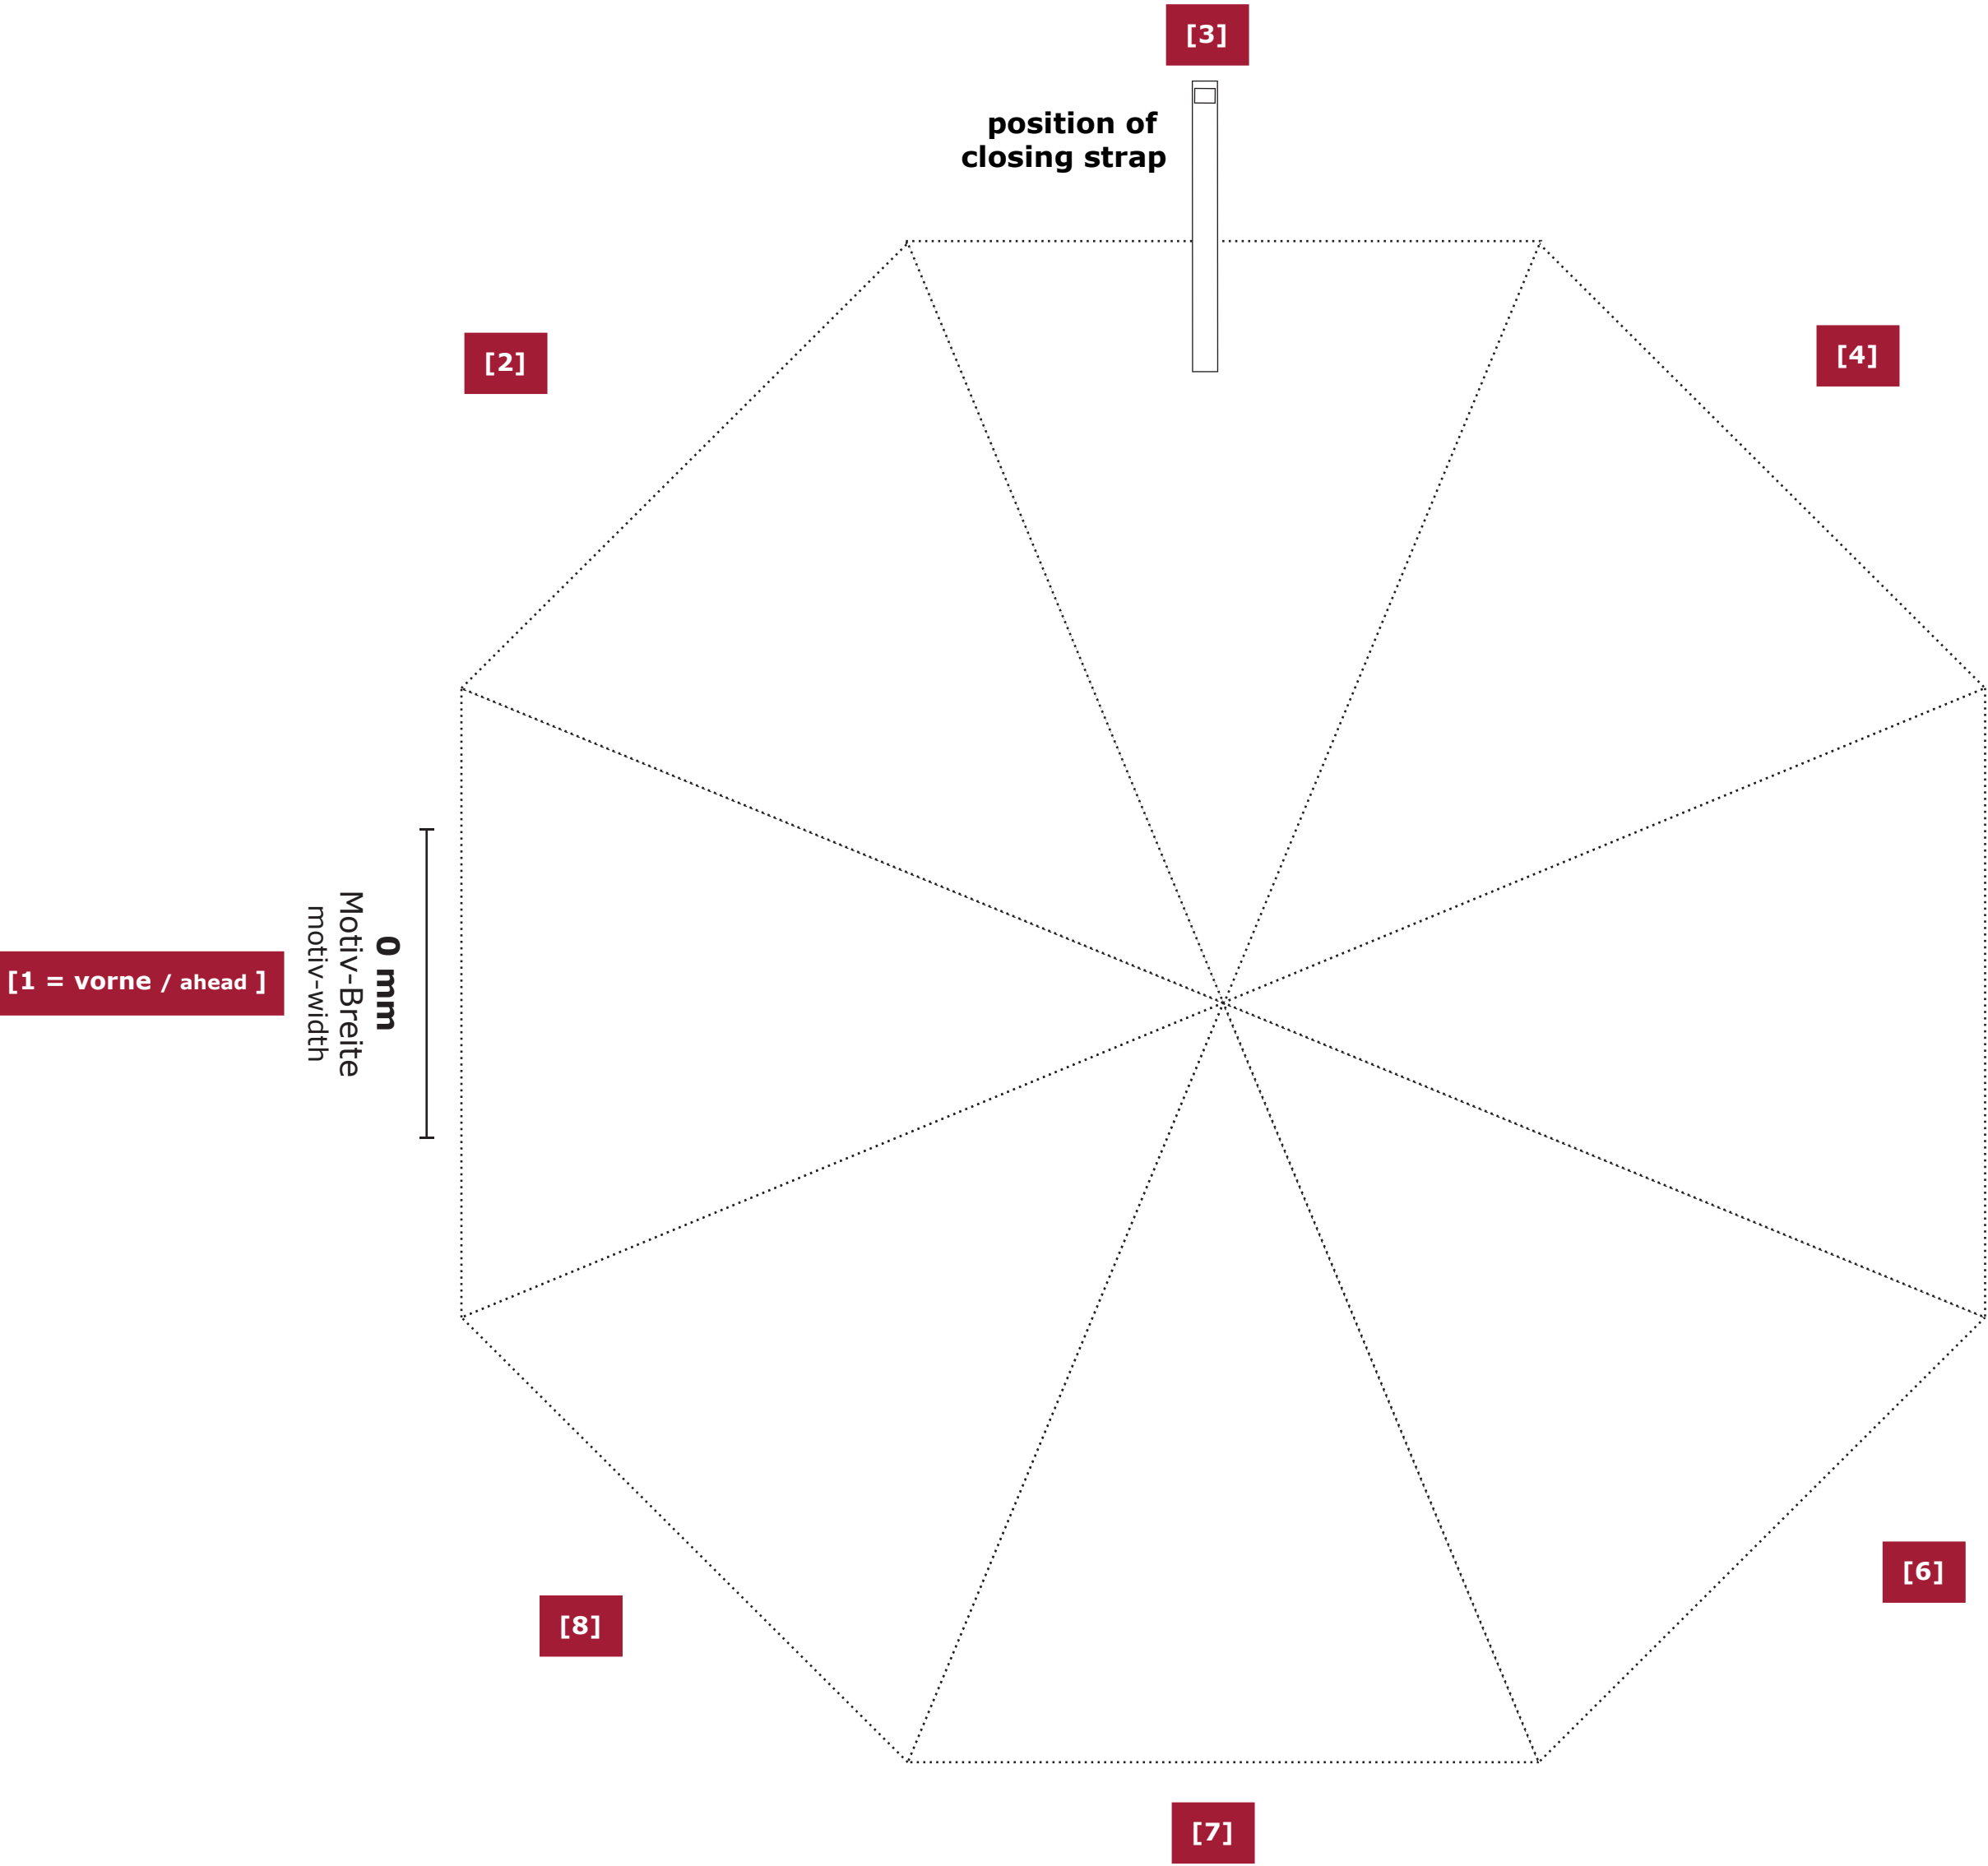 [3]
position of
closing strap
[2]
[4]
0 mm
Motiv-Breite
motiv-width
[1 = vorne / ahead ]
[6]
[8]
[7]